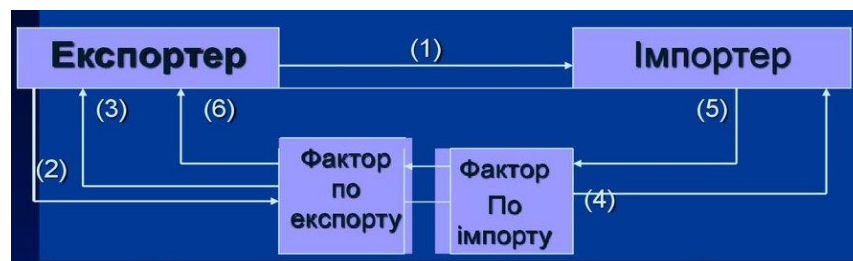 Експортер
(1)
Імпортер
(3)
(6)
(5)
(2)
Фактор
по
експорту
Фактор
По
імпорту
(4)